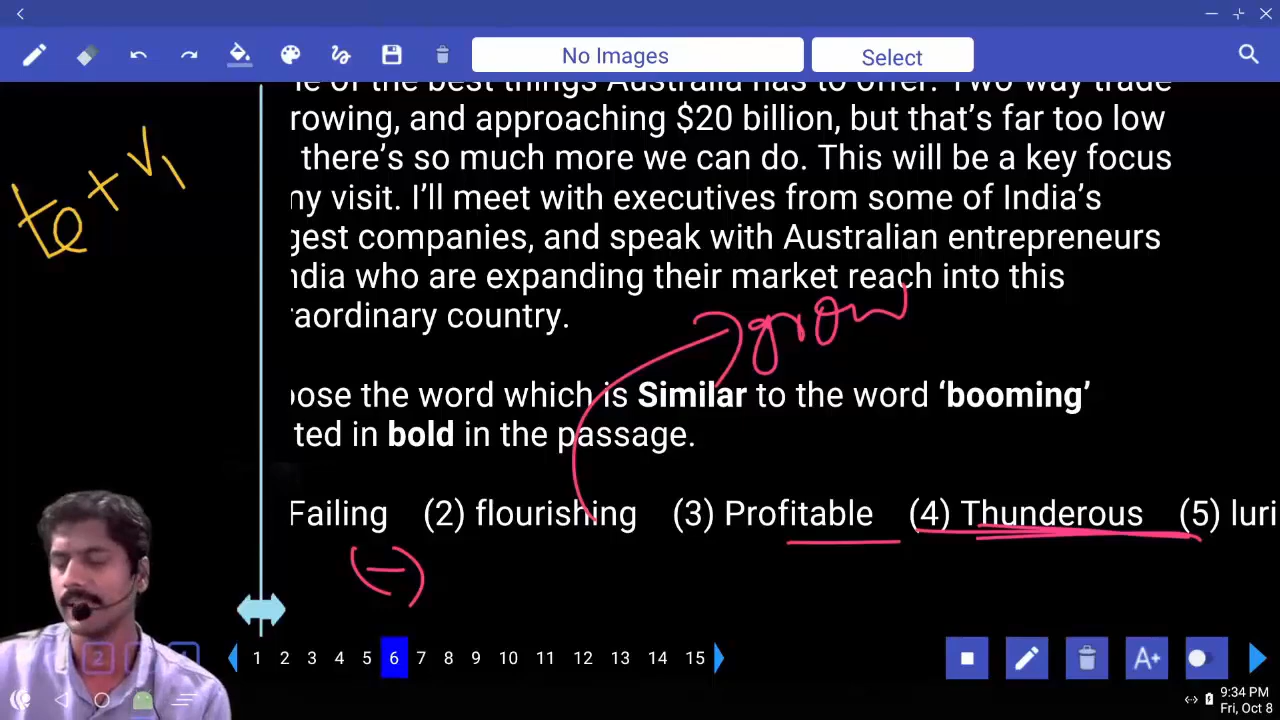 No Images
Select
te + V1
e of the best things Australia has to offer. Two way trade
rowing, and approaching $20 billion, but that's far too low
there's so much more we can do. This will be a key focus
ny visit. I'll meet with executives from some of India's
gest companies, and speak with Australian entrepreneurs
ndia who are expanding their market reach into this
raordinary country.
grow
oose the word which is Similar to the word ‘booming’
ted in bold in the passage.
Failing (2) flourishing (3) Profitable (4) Thunderous (5) luri
(-)
1 2 3 4 5 6 7 8 9 10 11 12 13 14 15
A+
9:34 PM
Fri, Oct 8